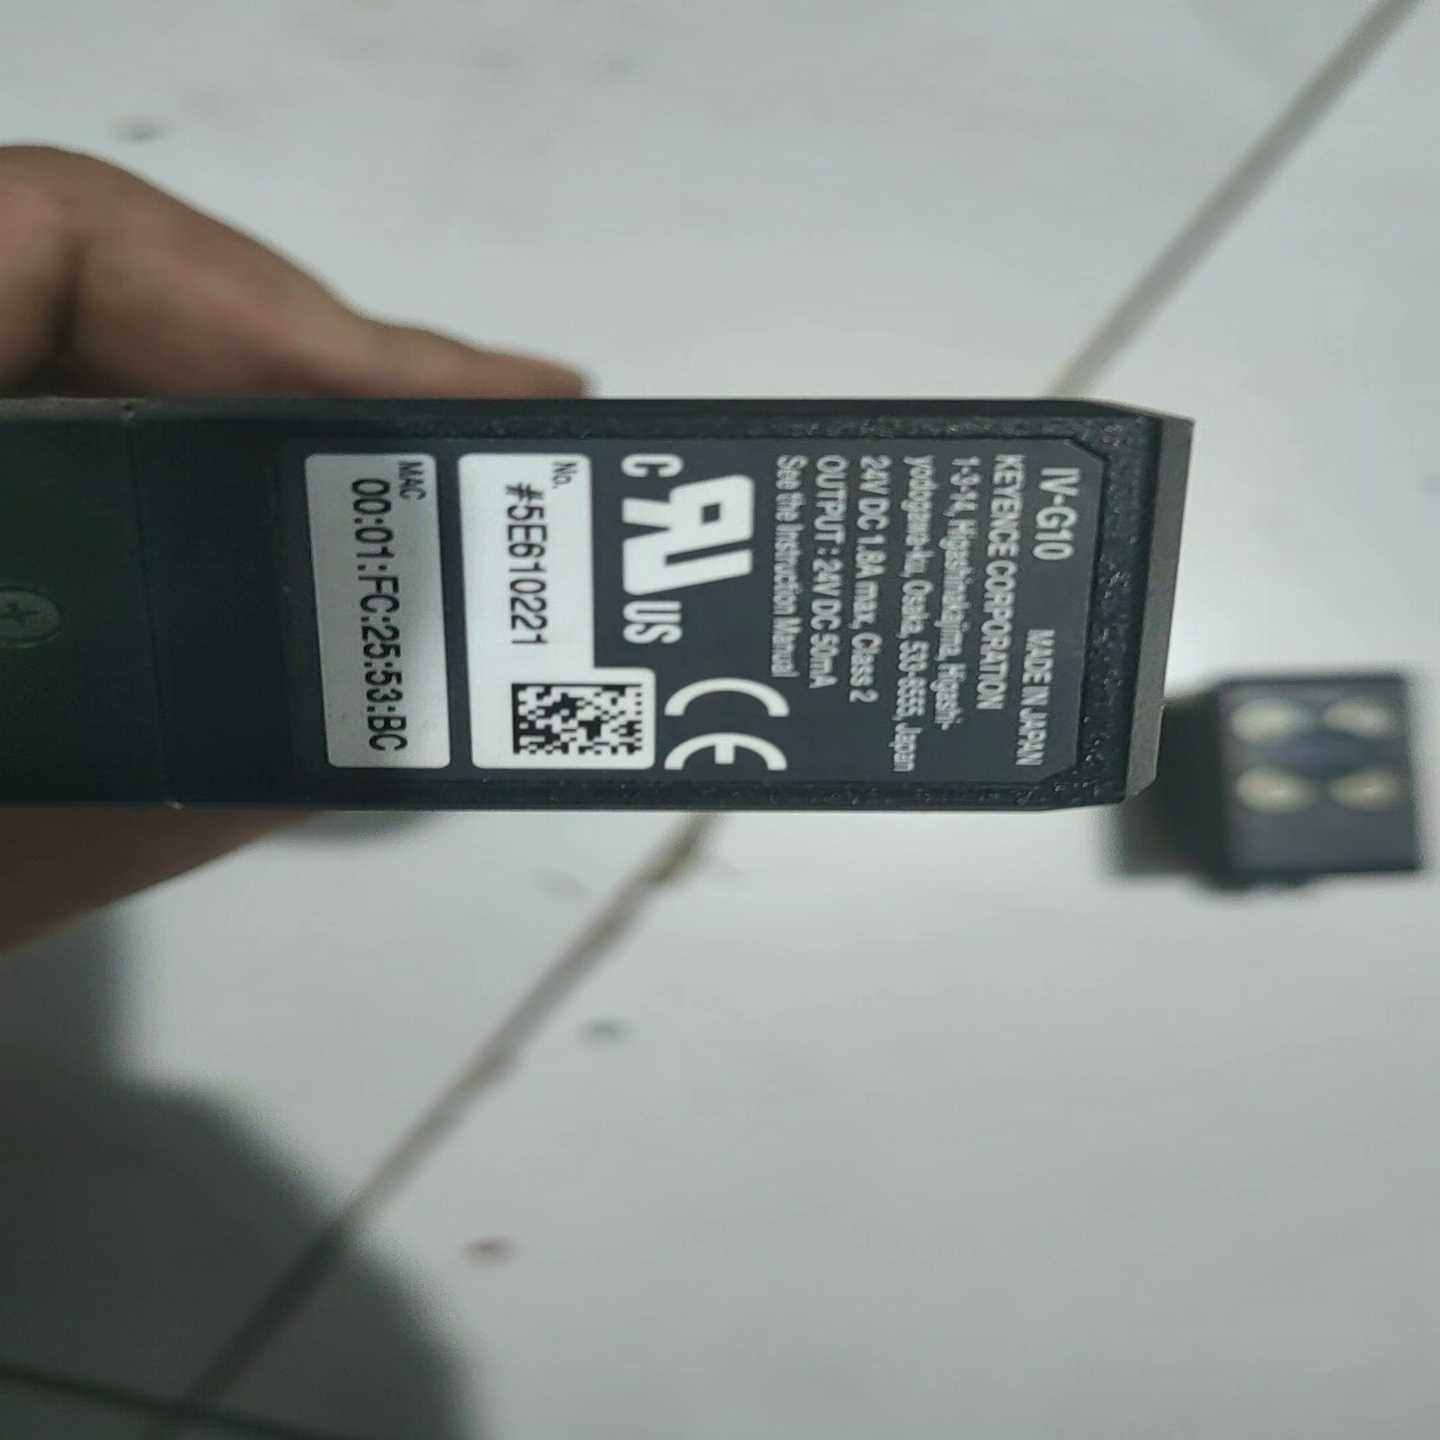 IV-G10 MADE IN JAPAN
KEYENCE CORPORATION
1-3-14, Higashinakajima, Higashi-
yodogawa-ku, Osaka, 533-8555, Japan
24V DC 1.8A max, Class 2
OUTPUT : 24V DC 50mA
See the Instruction Manual
C RU US CE
No.
#5E610221
MAC
00:01:FC:25:53:BC